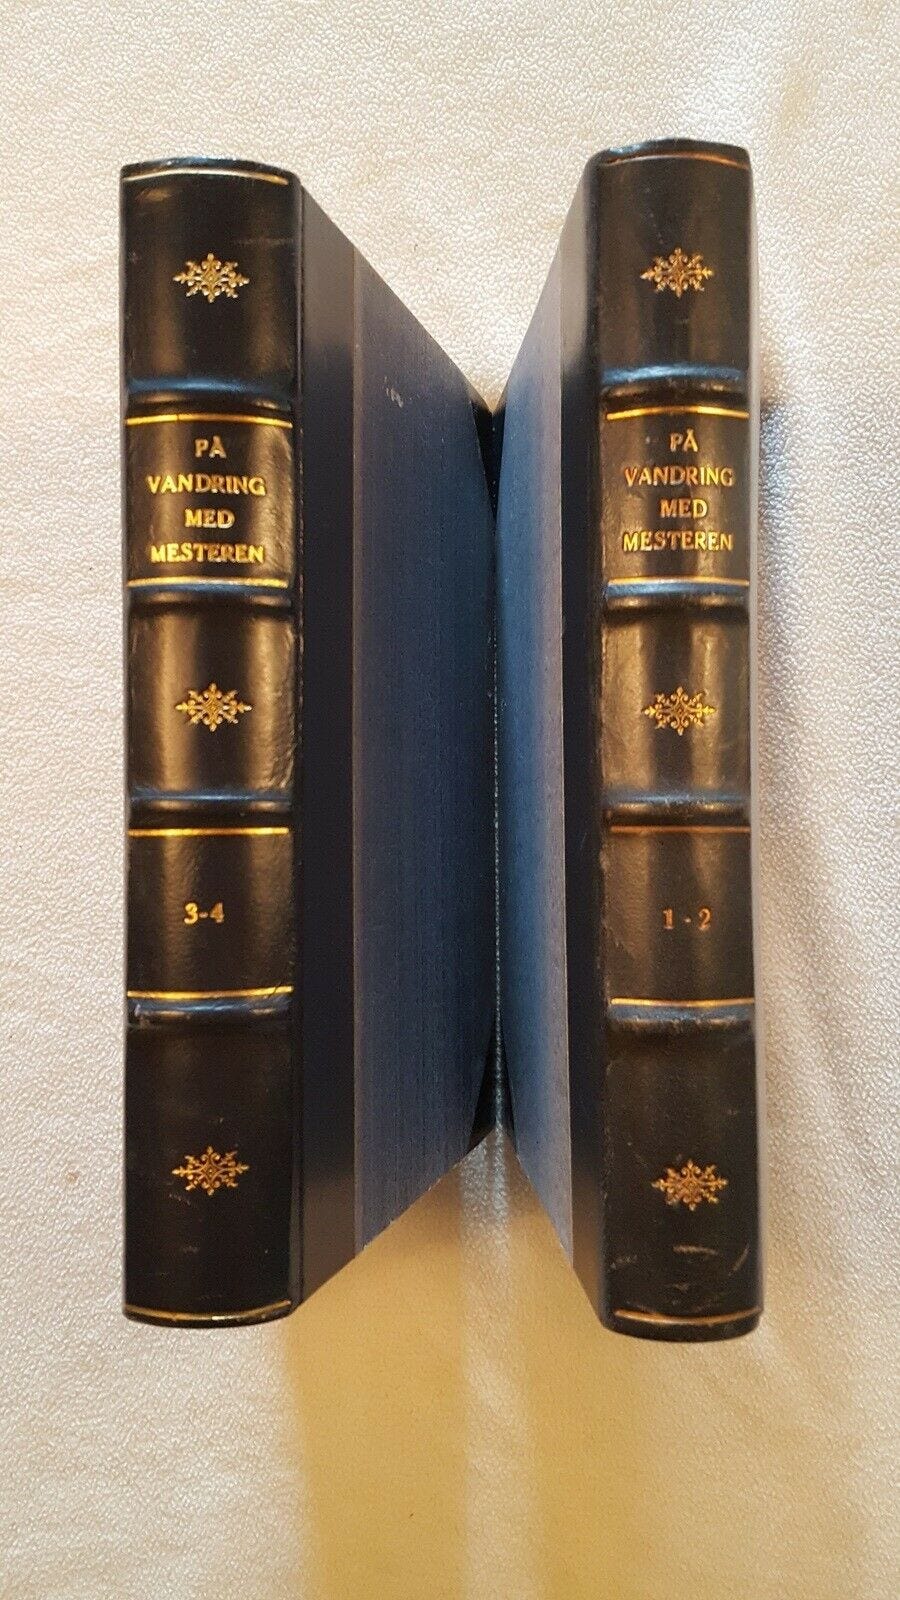 PÅ
VANDRING
MED
MESTEREN
3-4
PÅ
VANDRING
MED
MESTEREN
1-2